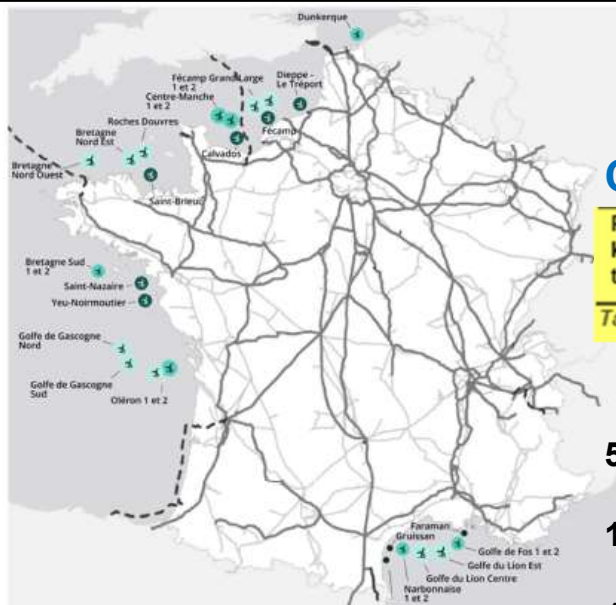 Dunkerque
Fécamp Grand Large
1 et 2
Dieppe -
Le Tréport
Centre-Manche
1 et 2
Roches Douvres
Fécamp
Bretagne
Nord Est
Calvados
Bretagne
Nord Ouest
Saint-Brieuc
Bretagne Sud
1 et 2
Saint-Nazaire
Yeu-Noirmoutier
Golfe de Gascogne
Nord
Golfe de Gascogne
Sud
Oléron 1 et 2
Faraman
Gruissan
Golfe de Fos 1 et 2
Golfe du Lion Est
Golfe du Lion Centre
Narbonnaise
1 et 2
5
1